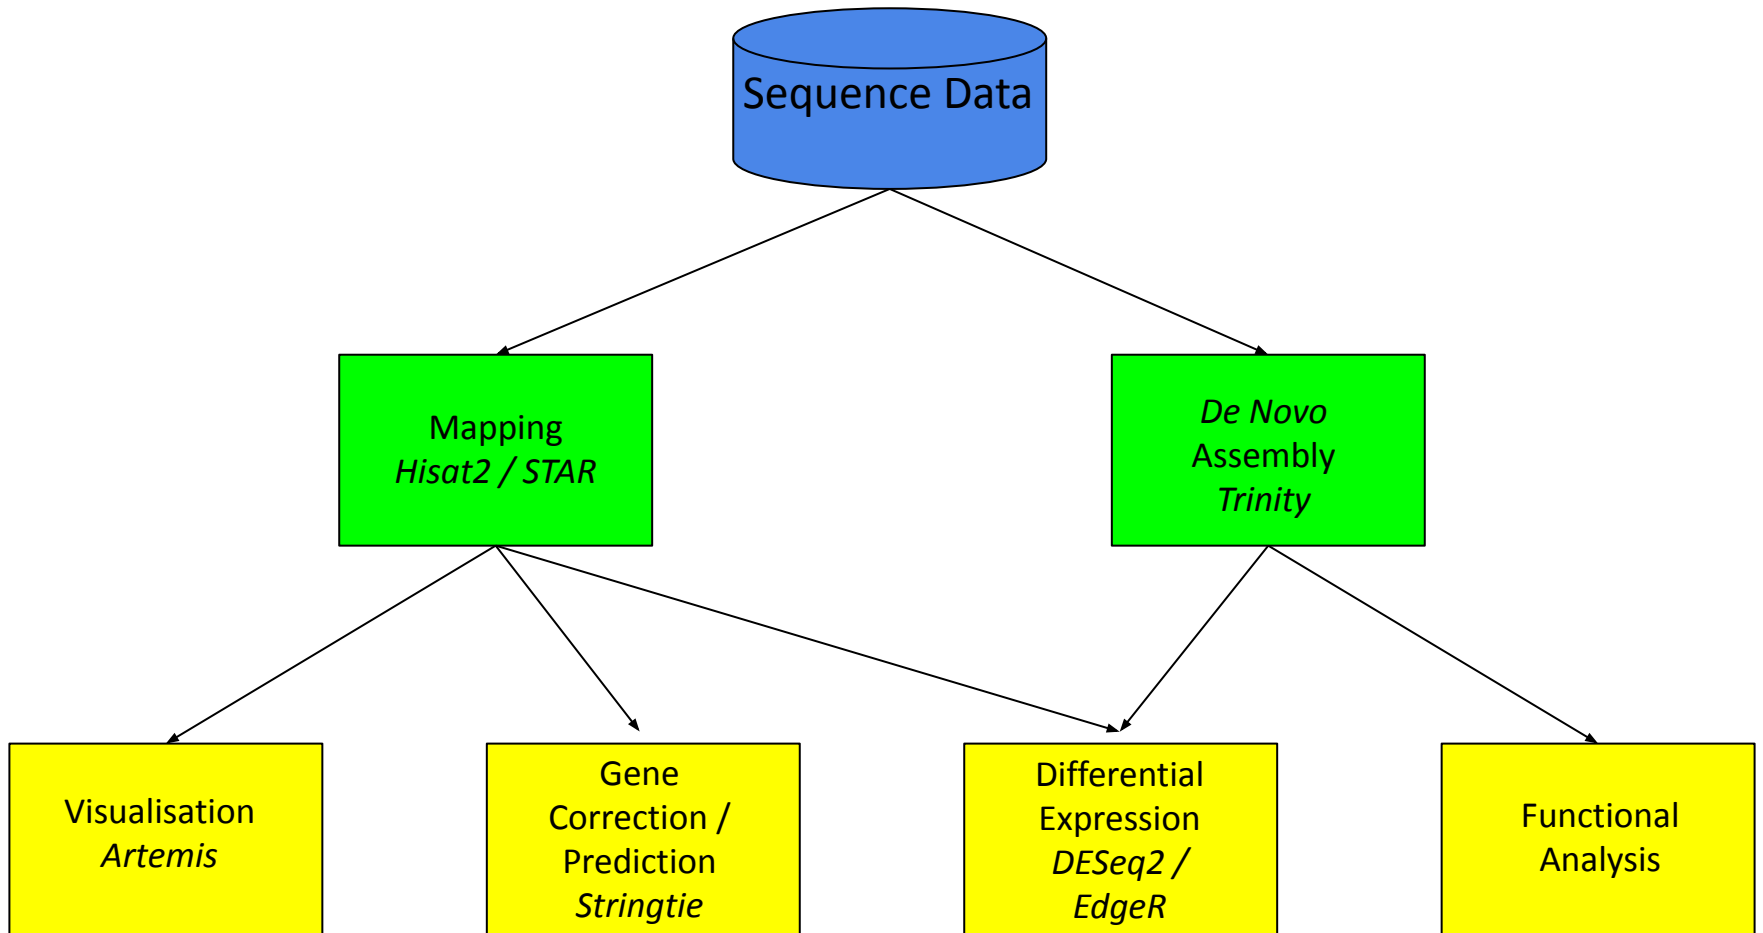 Sequence Data
Mapping
Hisat2 / STAR
De Novo
Assembly
Trinity
Visualisation
Artemis
Gene
Correction /
Prediction
Stringtie
Differential
Expression
DESeq2 /
EdgeR
Functional
Analysis